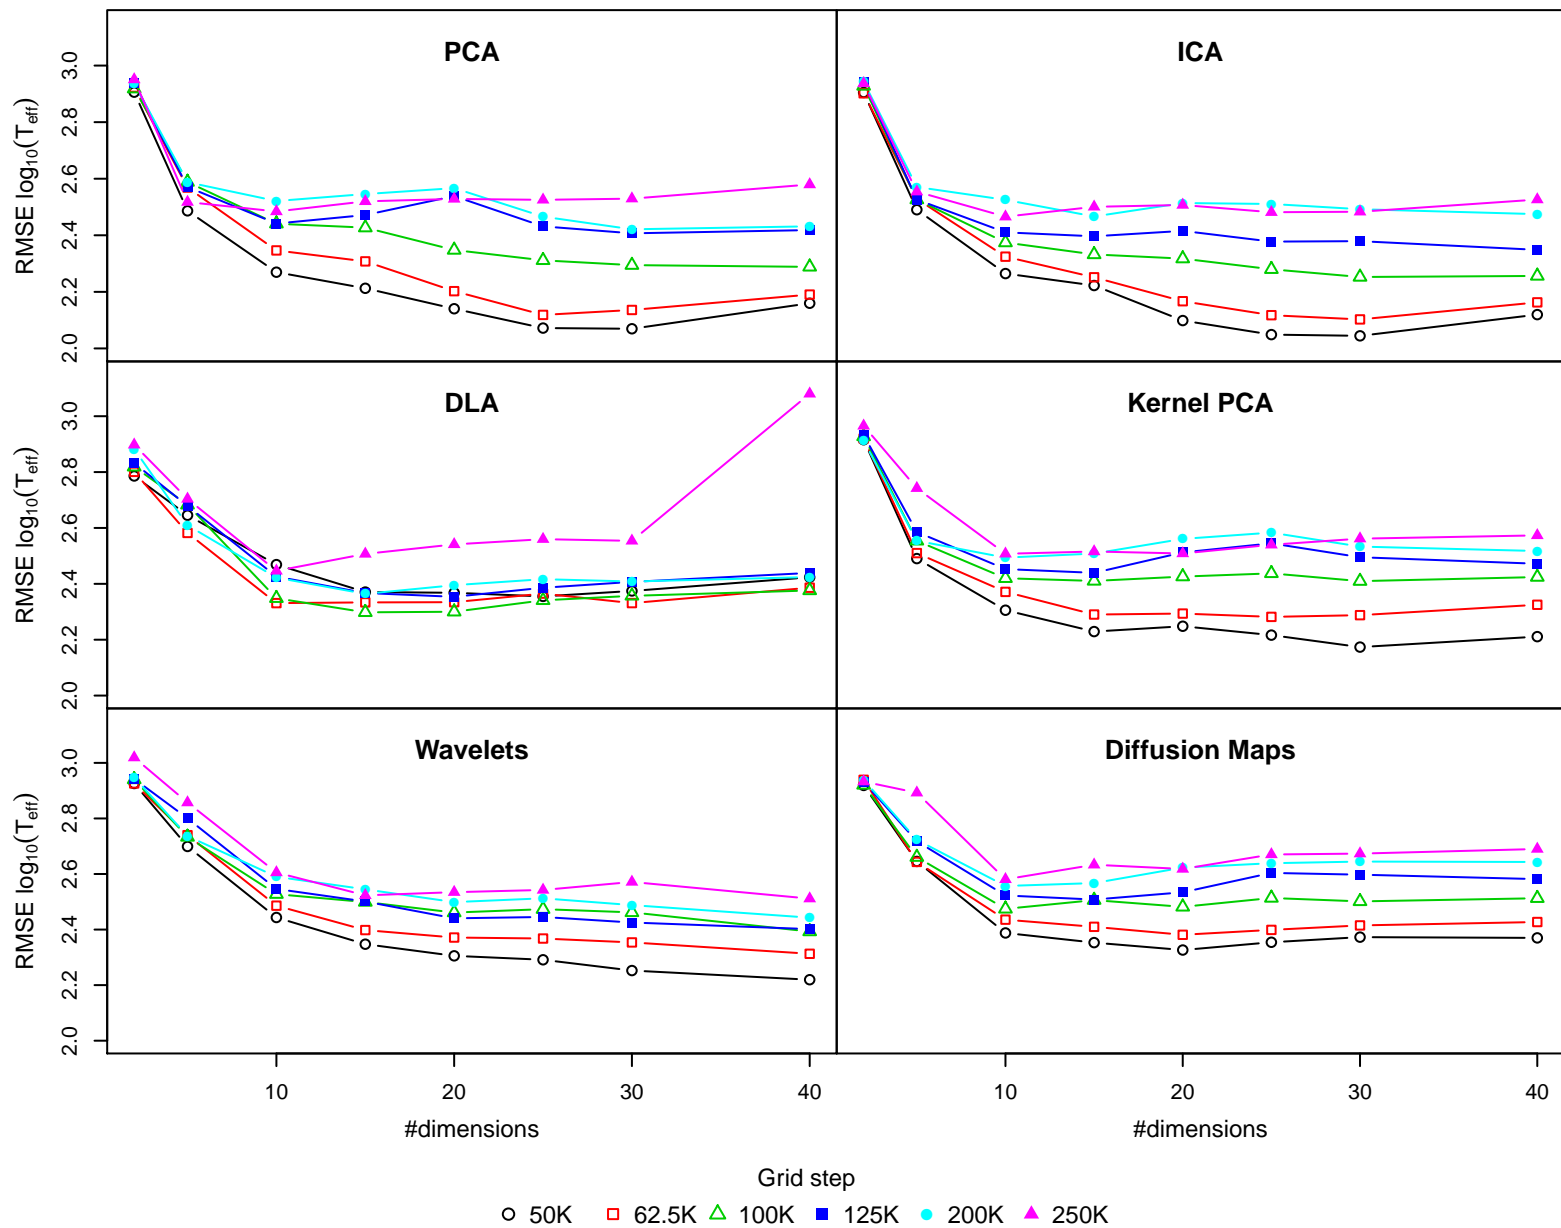 PCA
ICA
RMSE log10(Teff)
2.0 2.2 2.4 2.6 2.8 3.0
DLA
Kernel PCA
RMSE log10(Teff)
2.0 2.2 2.4 2.6 2.8 3.0
Wavelets
Diffusion Maps
RMSE log10(Teff)
2.0 2.2 2.4 2.6 2.8 3.0
10 20 30 40
10 20 30 40
#dimensions
#dimensions
Grid step
50K 62.5K 100K 125K 200K 250K